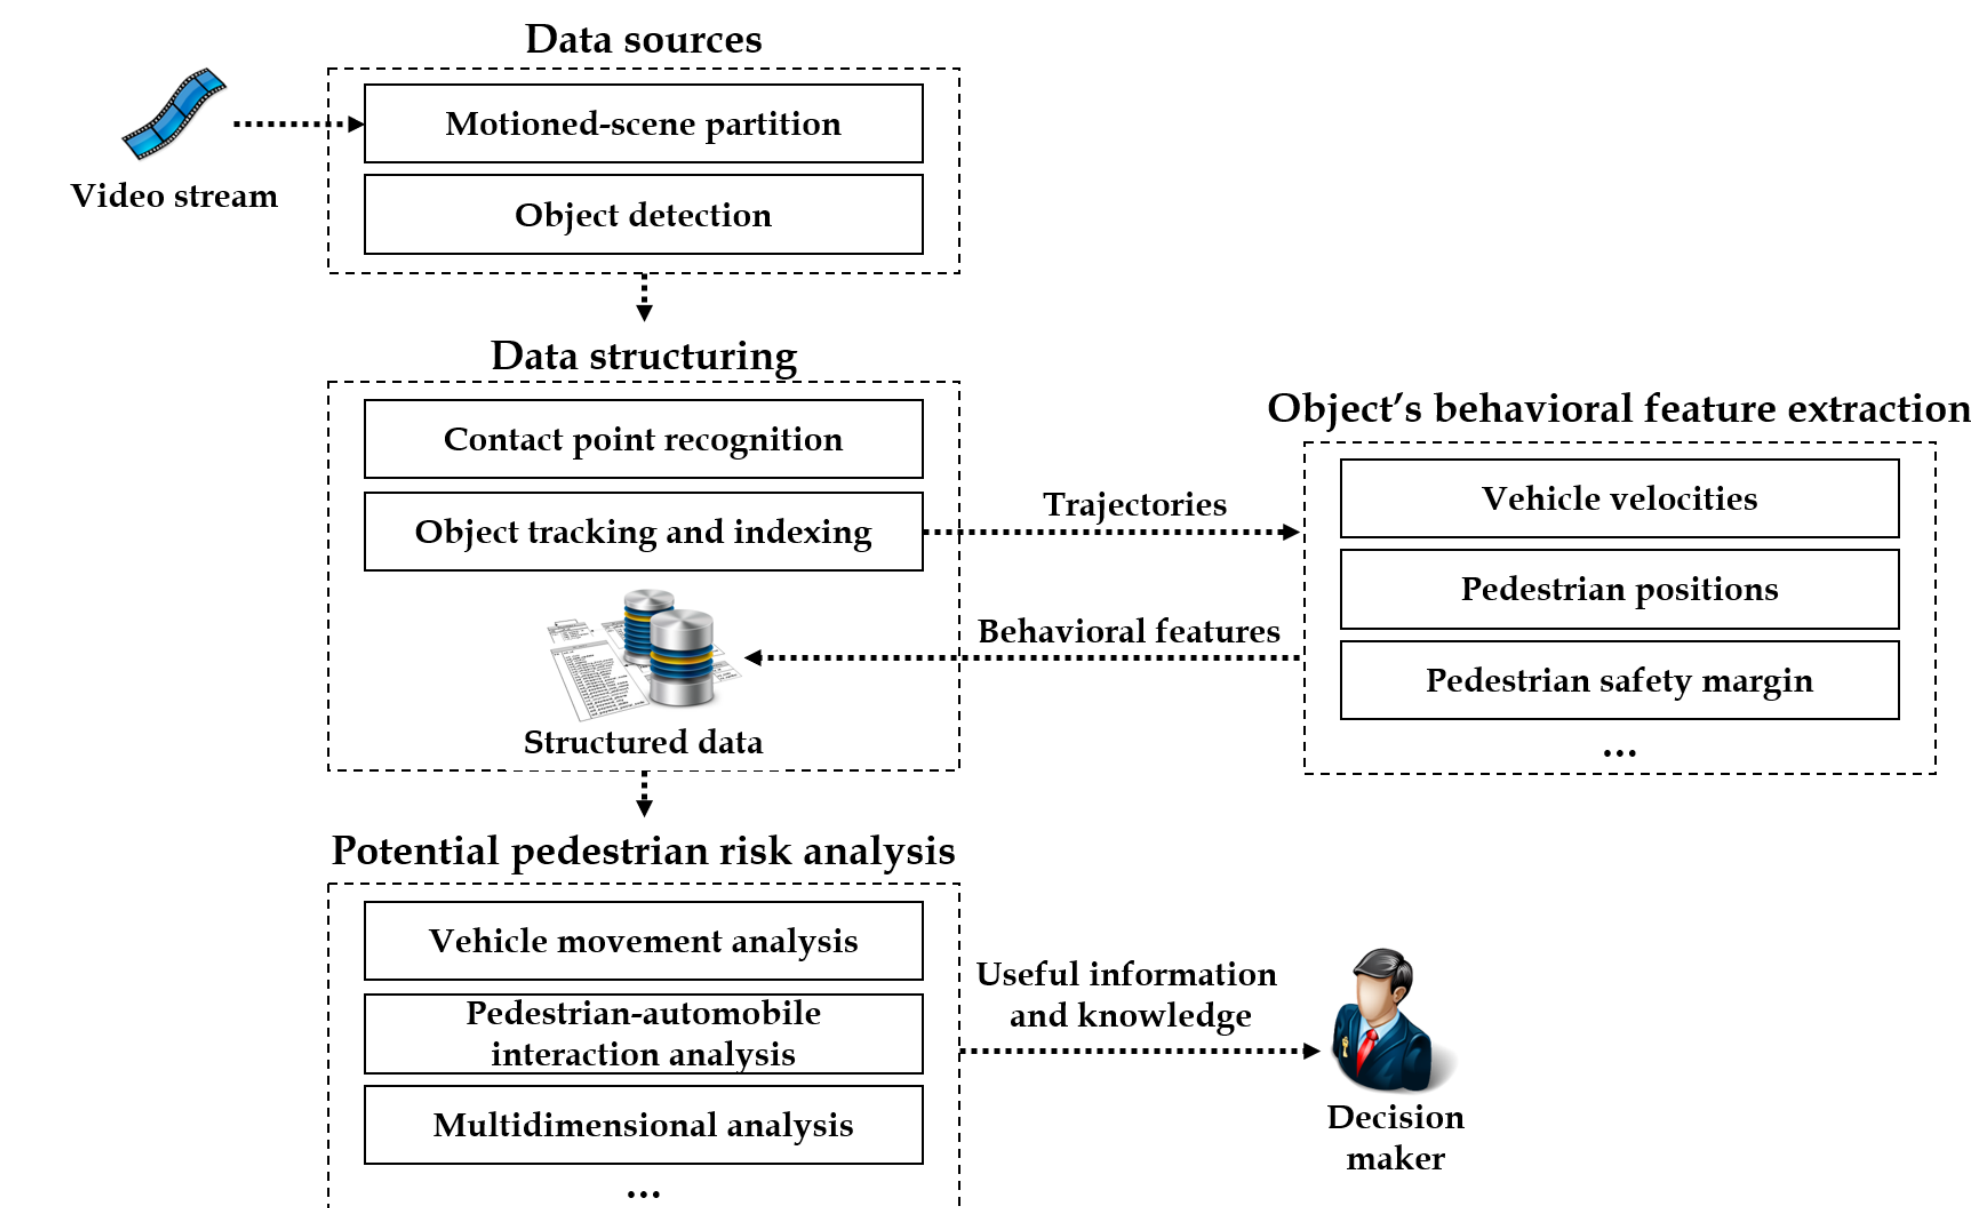 Data sources
Motioned-scene partition
Video stream
Object detection
Data structuring
Contact point recognition
Object tracking and indexing
Structured data
Trajectories
Behavioral features
Object's behavioral feature extraction
Vehicle velocities
Pedestrian positions
Pedestrian safety margin
...
Potential pedestrian risk analysis
Vehicle movement analysis
Pedestrian-automobile
interaction analysis
Multidimensional analysis
...
Useful information
and knowledge
Decision
maker